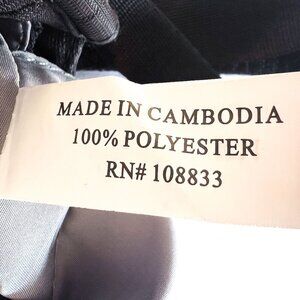 MADE IN CAMBODIA
100% POLYESTER
RN# 108833